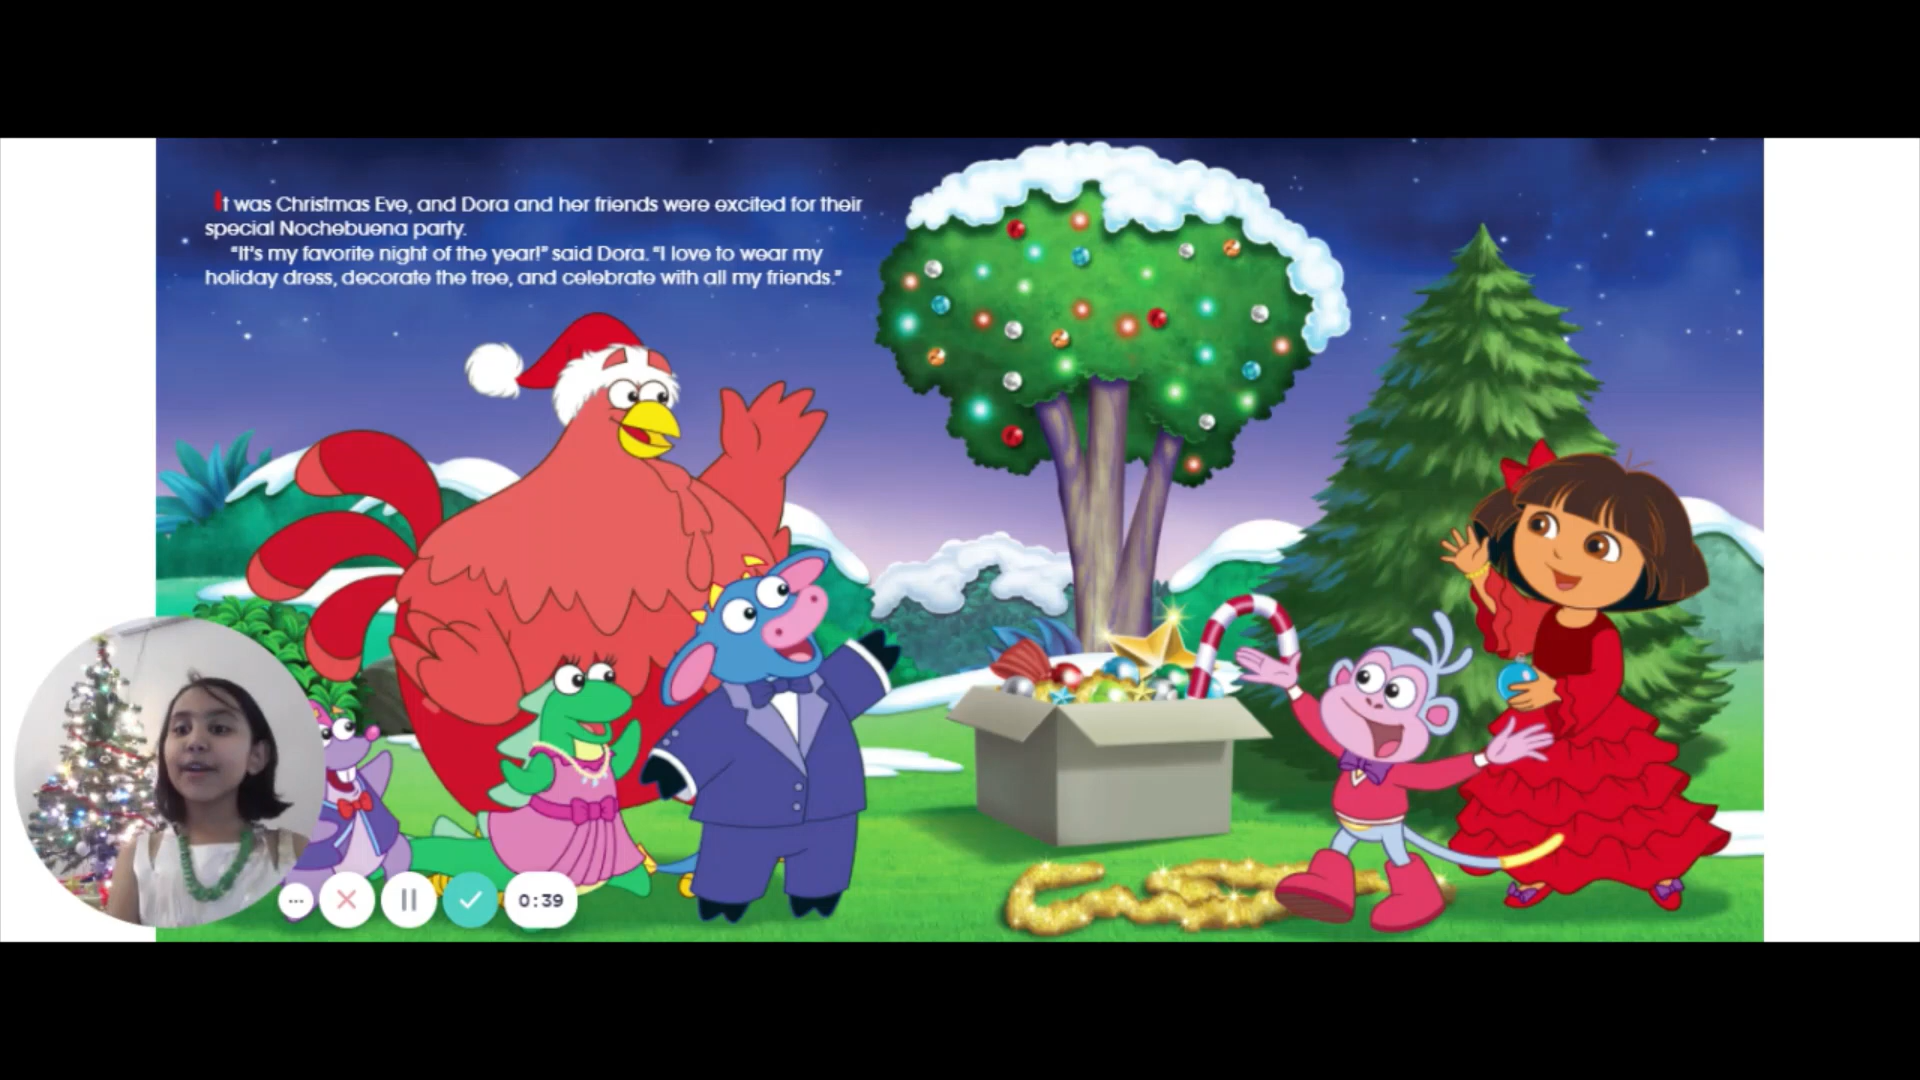 It was Christmas Eve, and Dora and her friends were excited for their
special Nochebuena party.
"It's my favorite night of the year!" said Dora. "I love to wear my
holiday dress, decorate the tree, and celebrate with all my friends."
0:39